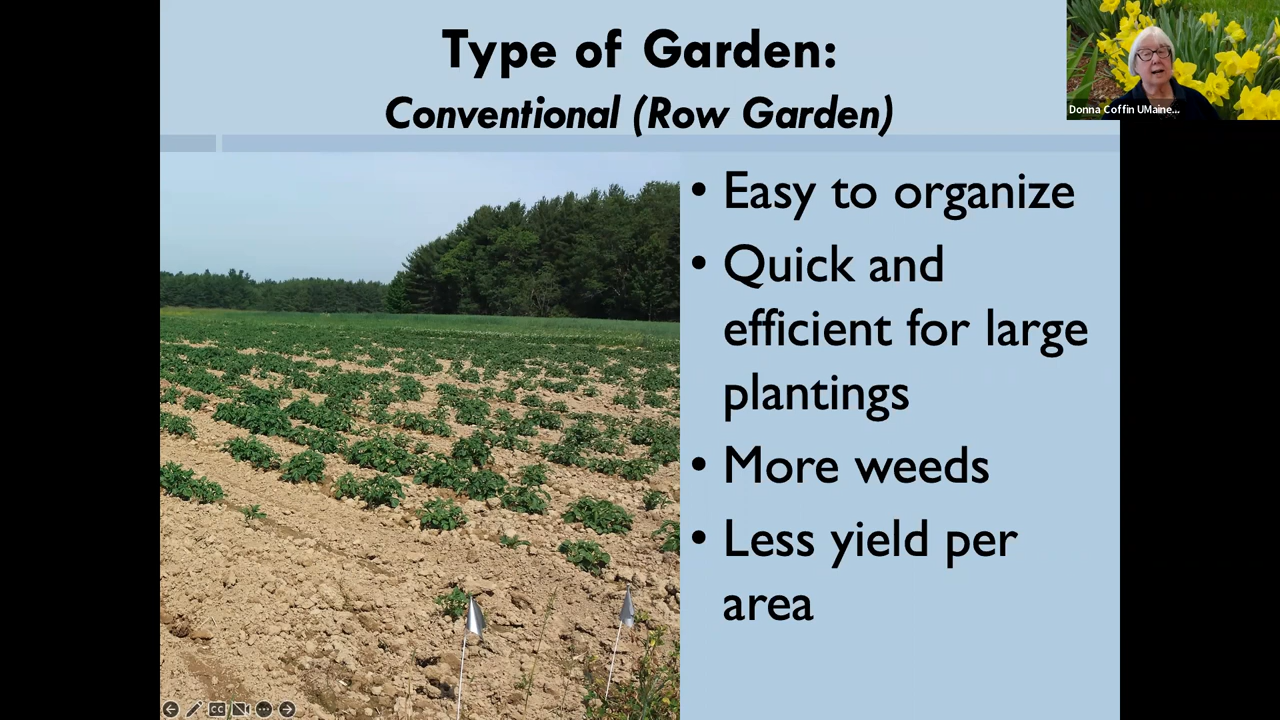 Type of Garden:
Conventional (Row Garden)
Donna Coffin UMaine...
• Easy to organize
• Quick and
efficient for large
plantings
• More weeds
• Less yield per
area
CC